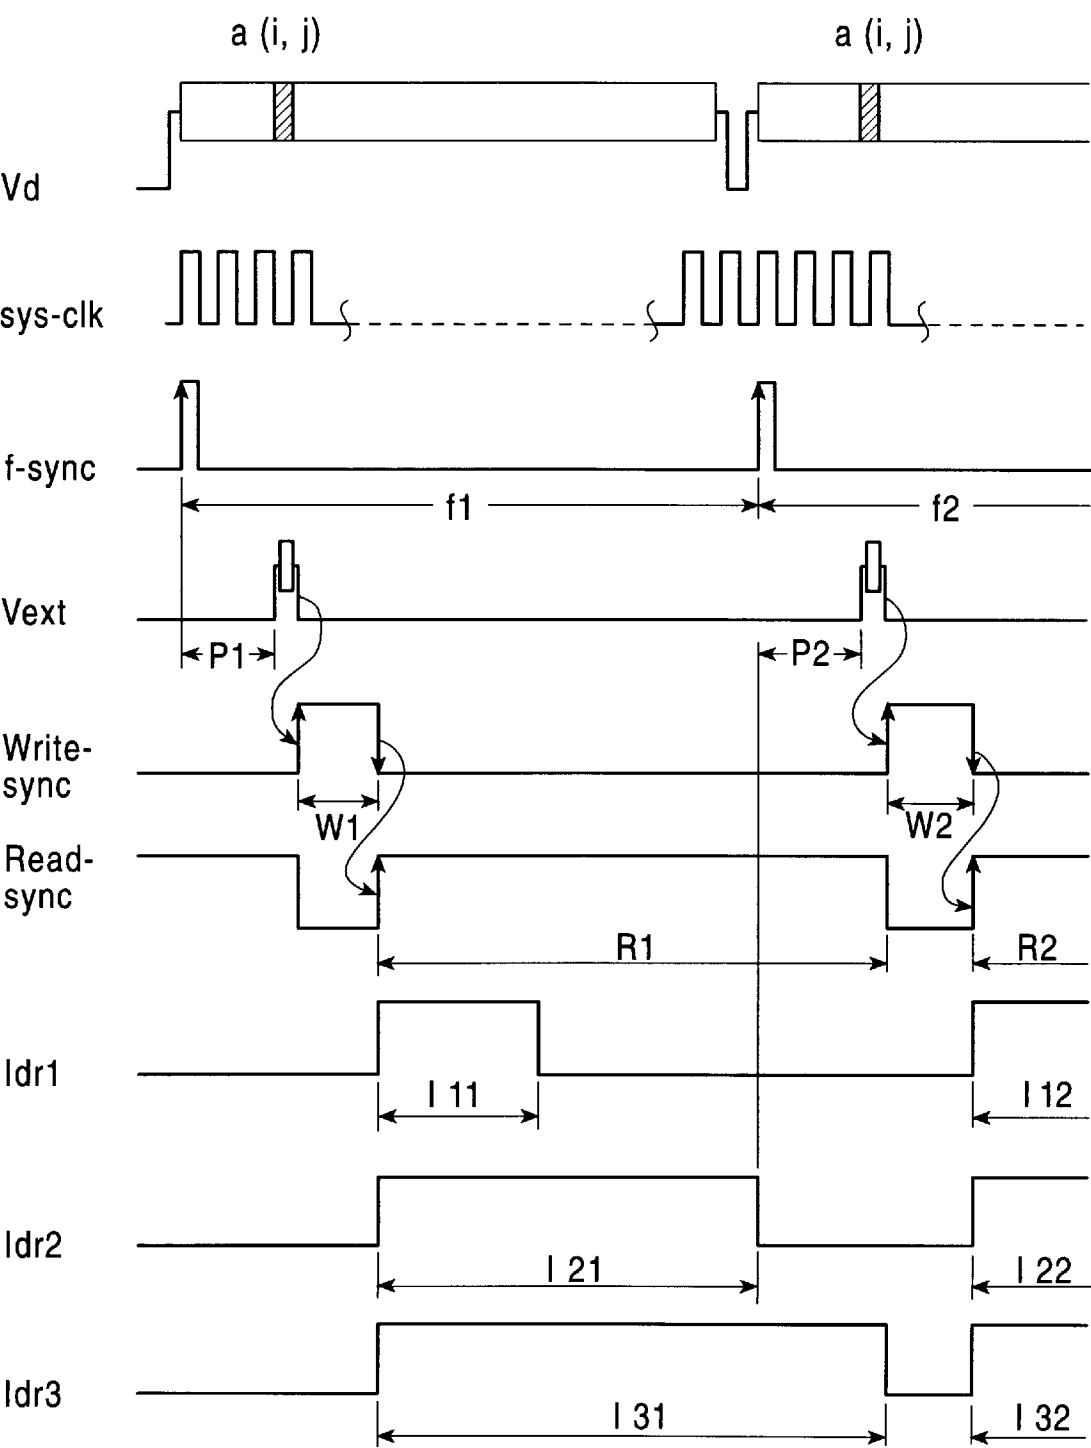 a (i, j) a (i, j)
Vd
sys-clk
f-sync
f1 f2
Vext
P1 P2
Write-
sync
W1 W2
Read-
sync
R1 R2
Idr1
I 11 I 12
Idr2
I 21 I 22
Idr3
I 31 I 32